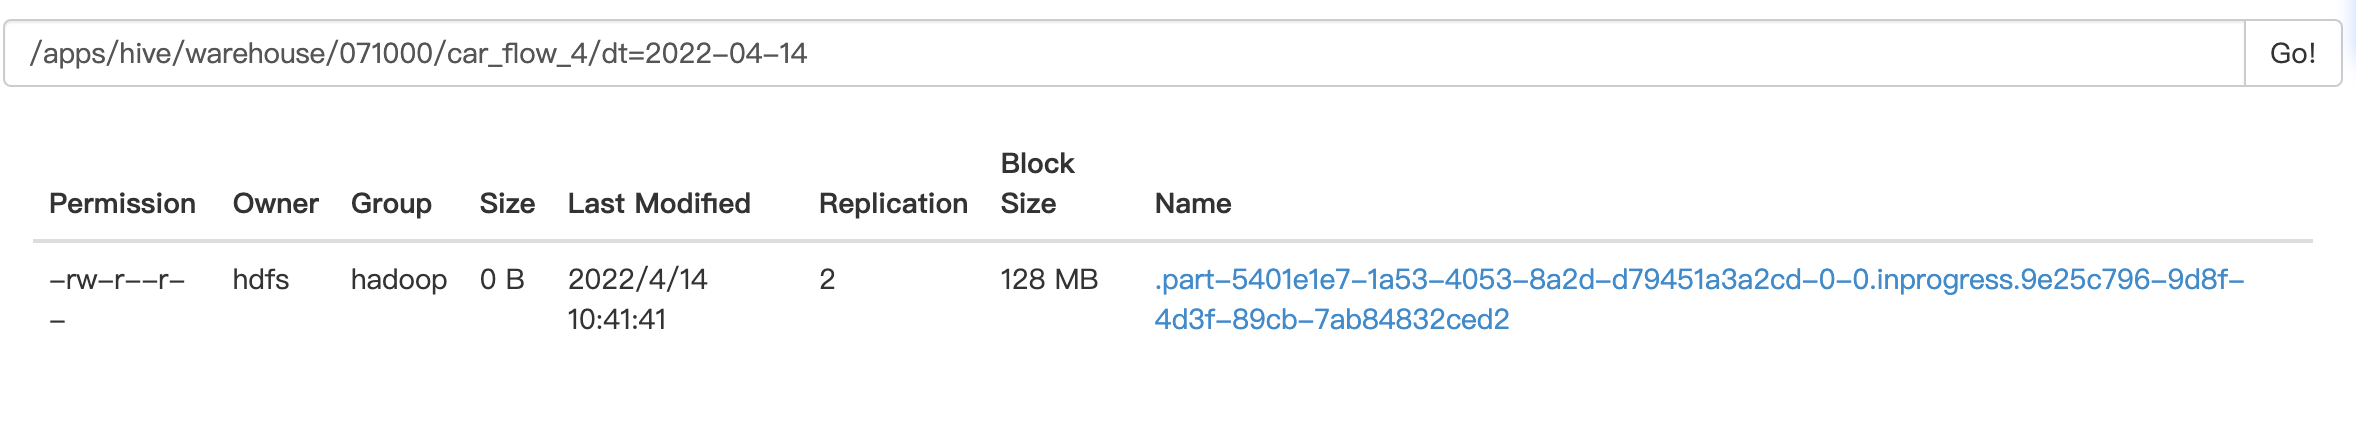 /apps/hive/warehouse/071000/car_flow_4/dt=2022-04-14 Go!
Block
Permission Owner Group Size Last Modified Replication Size Name
-rw-r--r- hdfs hadoop 0 B 2022/4/14 2 128 MB .part-5401e1e7-1a53-4053-8a2d-d79451a3a2cd-0-0.inprogress.9e25c796-9d8f-
- 10:41:41 4d3f-89cb-7ab84832ced2